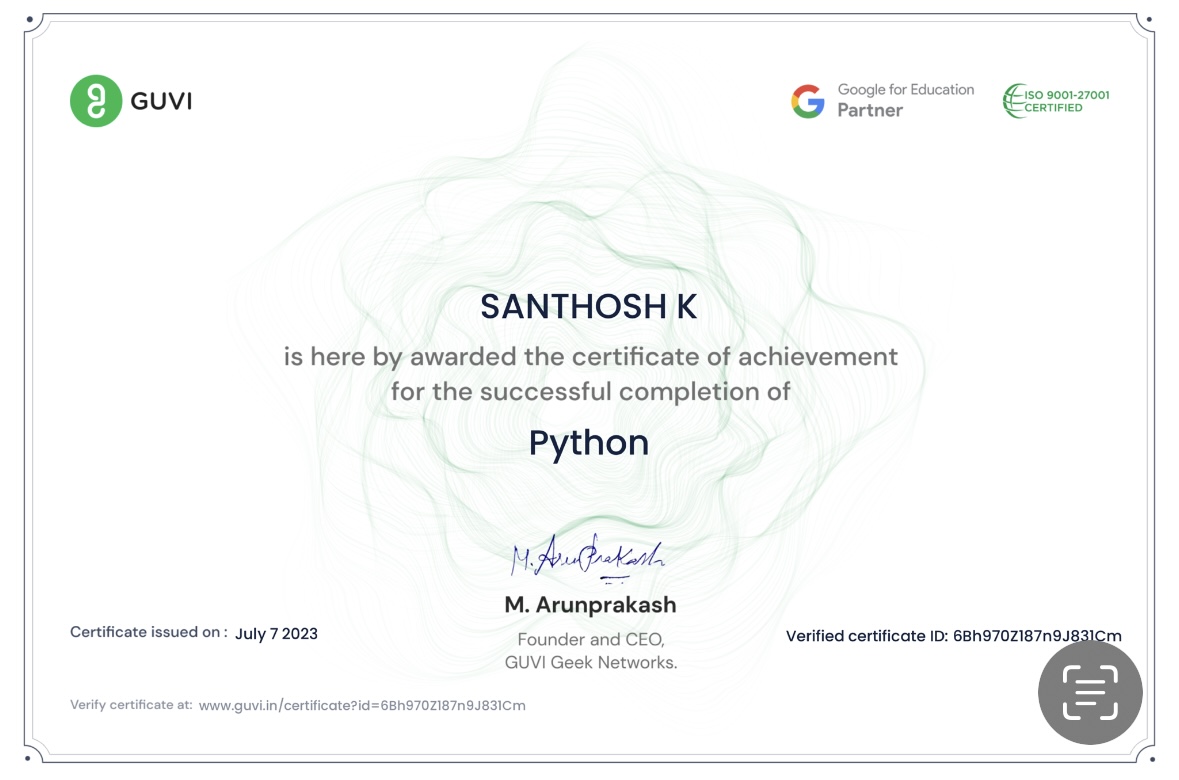 GUVI
Google for Education
Partner
ISO 9001-27001
CERTIFIED
SANTHOSH K
is here by awarded the certificate of achievement
for the successful completion of
Python
M. Arunprakash
M. Arunprakash
Founder and CEO,
GUVI Geek Networks.
Certificate issued on : July 7 2023
Verified certificate ID: 6Bh970Z187n9J831Cm
Verify certificate at: www.guvi.in/certificate?id=6Bh970Z187n9J831Cm